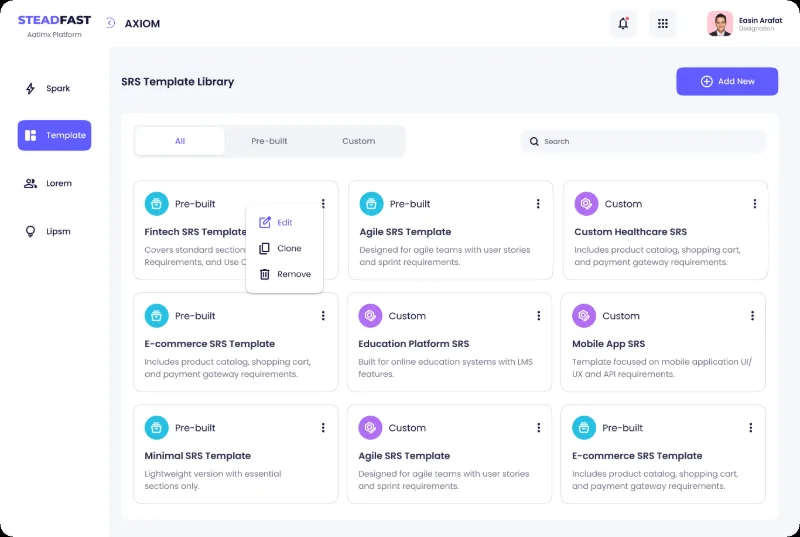 STEADFAST
Aatimx Platform
AXIOM
Easin Arafat
Designation
Spark
Template
Lorem
Lipsm
SRS Template Library
Add New
All
Pre-built
Custom
Search
Pre-built
Fintech SRS Template
Covers standard section
Requirements, and Use C
Edit
Clone
Remove
Pre-built
Agile SRS Template
Designed for agile teams with user stories
and sprint requirements.
Custom
Custom Healthcare SRS
Includes product catalog, shopping cart,
and payment gateway requirements.
Pre-built
E-commerce SRS Template
Includes product catalog, shopping cart,
and payment gateway requirements.
Custom
Education Platform SRS
Built for online education systems with LMS
features.
Custom
Mobile App SRS
Template focused on mobile application UI/
UX and API requirements.
Pre-built
Minimal SRS Template
Lightweight version with essential
sections only.
Custom
Agile SRS Template
Designed for agile teams with user stories
and sprint requirements.
Pre-built
E-commerce SRS Template
Includes product catalog, shopping cart,
and payment gateway requirements.